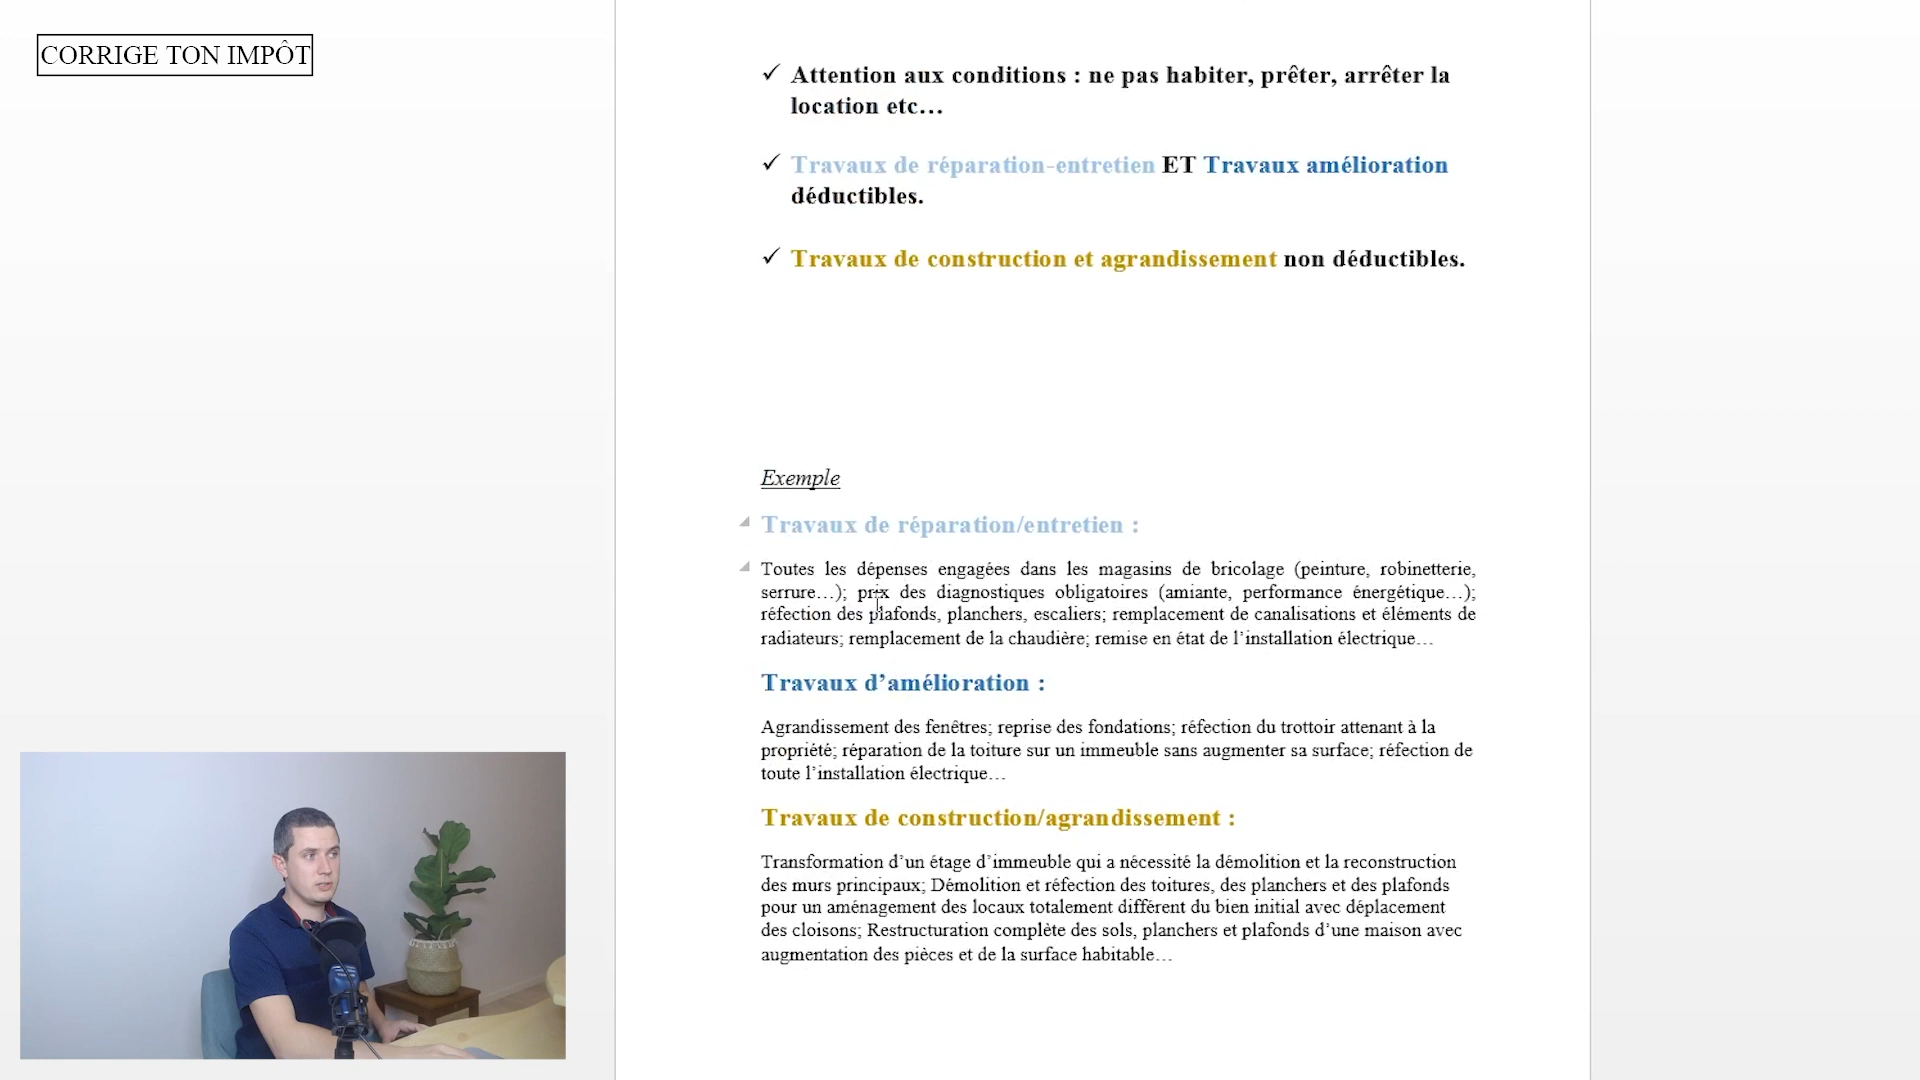 CORRIGE TON IMPÔT
✓ Attention aux conditions : ne pas habiter, prêter, arrêter la
location etc…
✓ Travaux de réparation-entretien ET Travaux amélioration
déductibles.
✓ Travaux de construction et agrandissement non déductibles.
Exemple
Travaux de réparation/entretien :
Toutes les dépenses engagées dans les magasins de bricolage (peinture, robinetterie,
serrure…); prix des diagnostiques obligatoires (amiante, performance énergétique…);
réfection des plafonds, planchers, escaliers; remplacement de canalisations et éléments de
radiateurs; remplacement de la chaudière; remise en état de l’installation électrique…
Travaux d’amélioration :
Agrandissement des fenêtres; reprise des fondations; réfection du trottoir attenant à la
propriété; réparation de la toiture sur un immeuble sans augmenter sa surface; réfection de
toute l’installation électrique…
Travaux de construction/agrandissement :
Transformation d’un étage d’immeuble qui a nécessité la démolition et la reconstruction
des murs principaux; Démolition et réfection des toitures, des planchers et des plafonds
pour un aménagement des locaux totalement différent du bien initial avec déplacement
des cloisons; Restructuration complète des sols, planchers et plafonds d’une maison avec
augmentation des pièces et de la surface habitable…